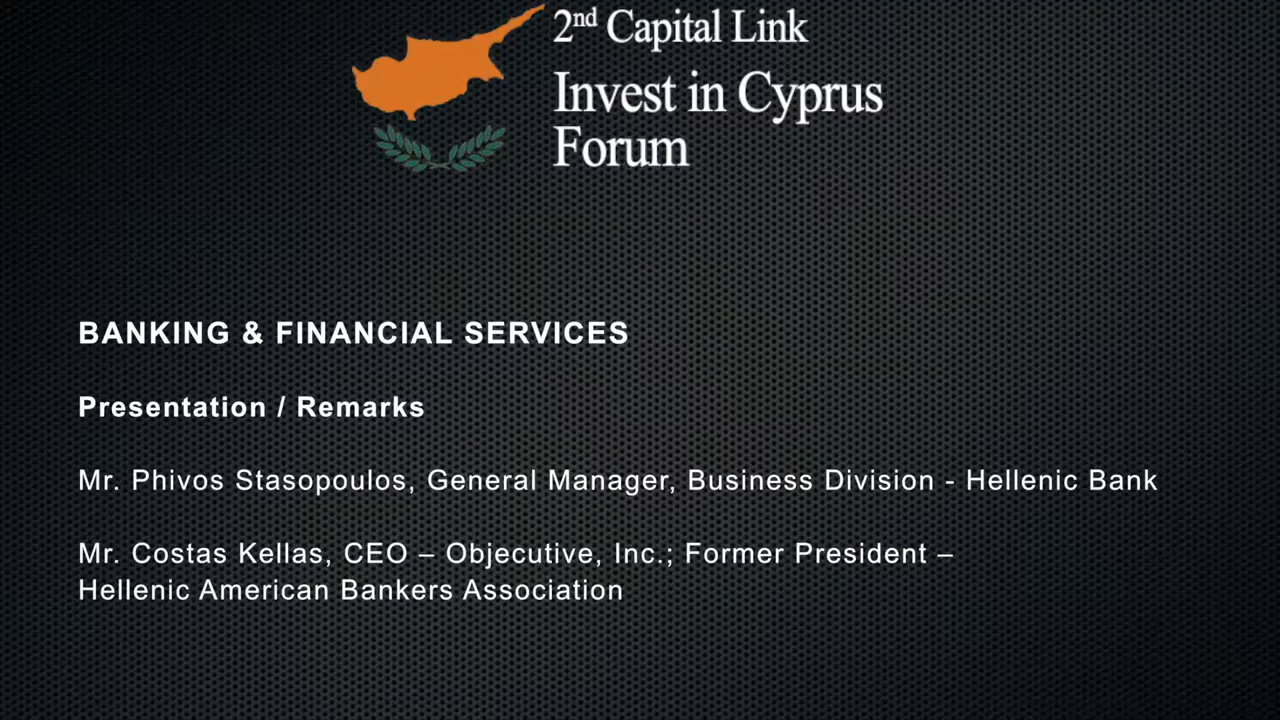 2nd Capital Link
Invest in Cyprus
Forum
BANKING & FINANCIAL SERVICES
Presentation / Remarks
Mr. Phivos Stasopoulos, General Manager, Business Division - Hellenic Bank
Mr. Costas Kellas, CEO – Objecutive, Inc.; Former President –
Hellenic American Bankers Association